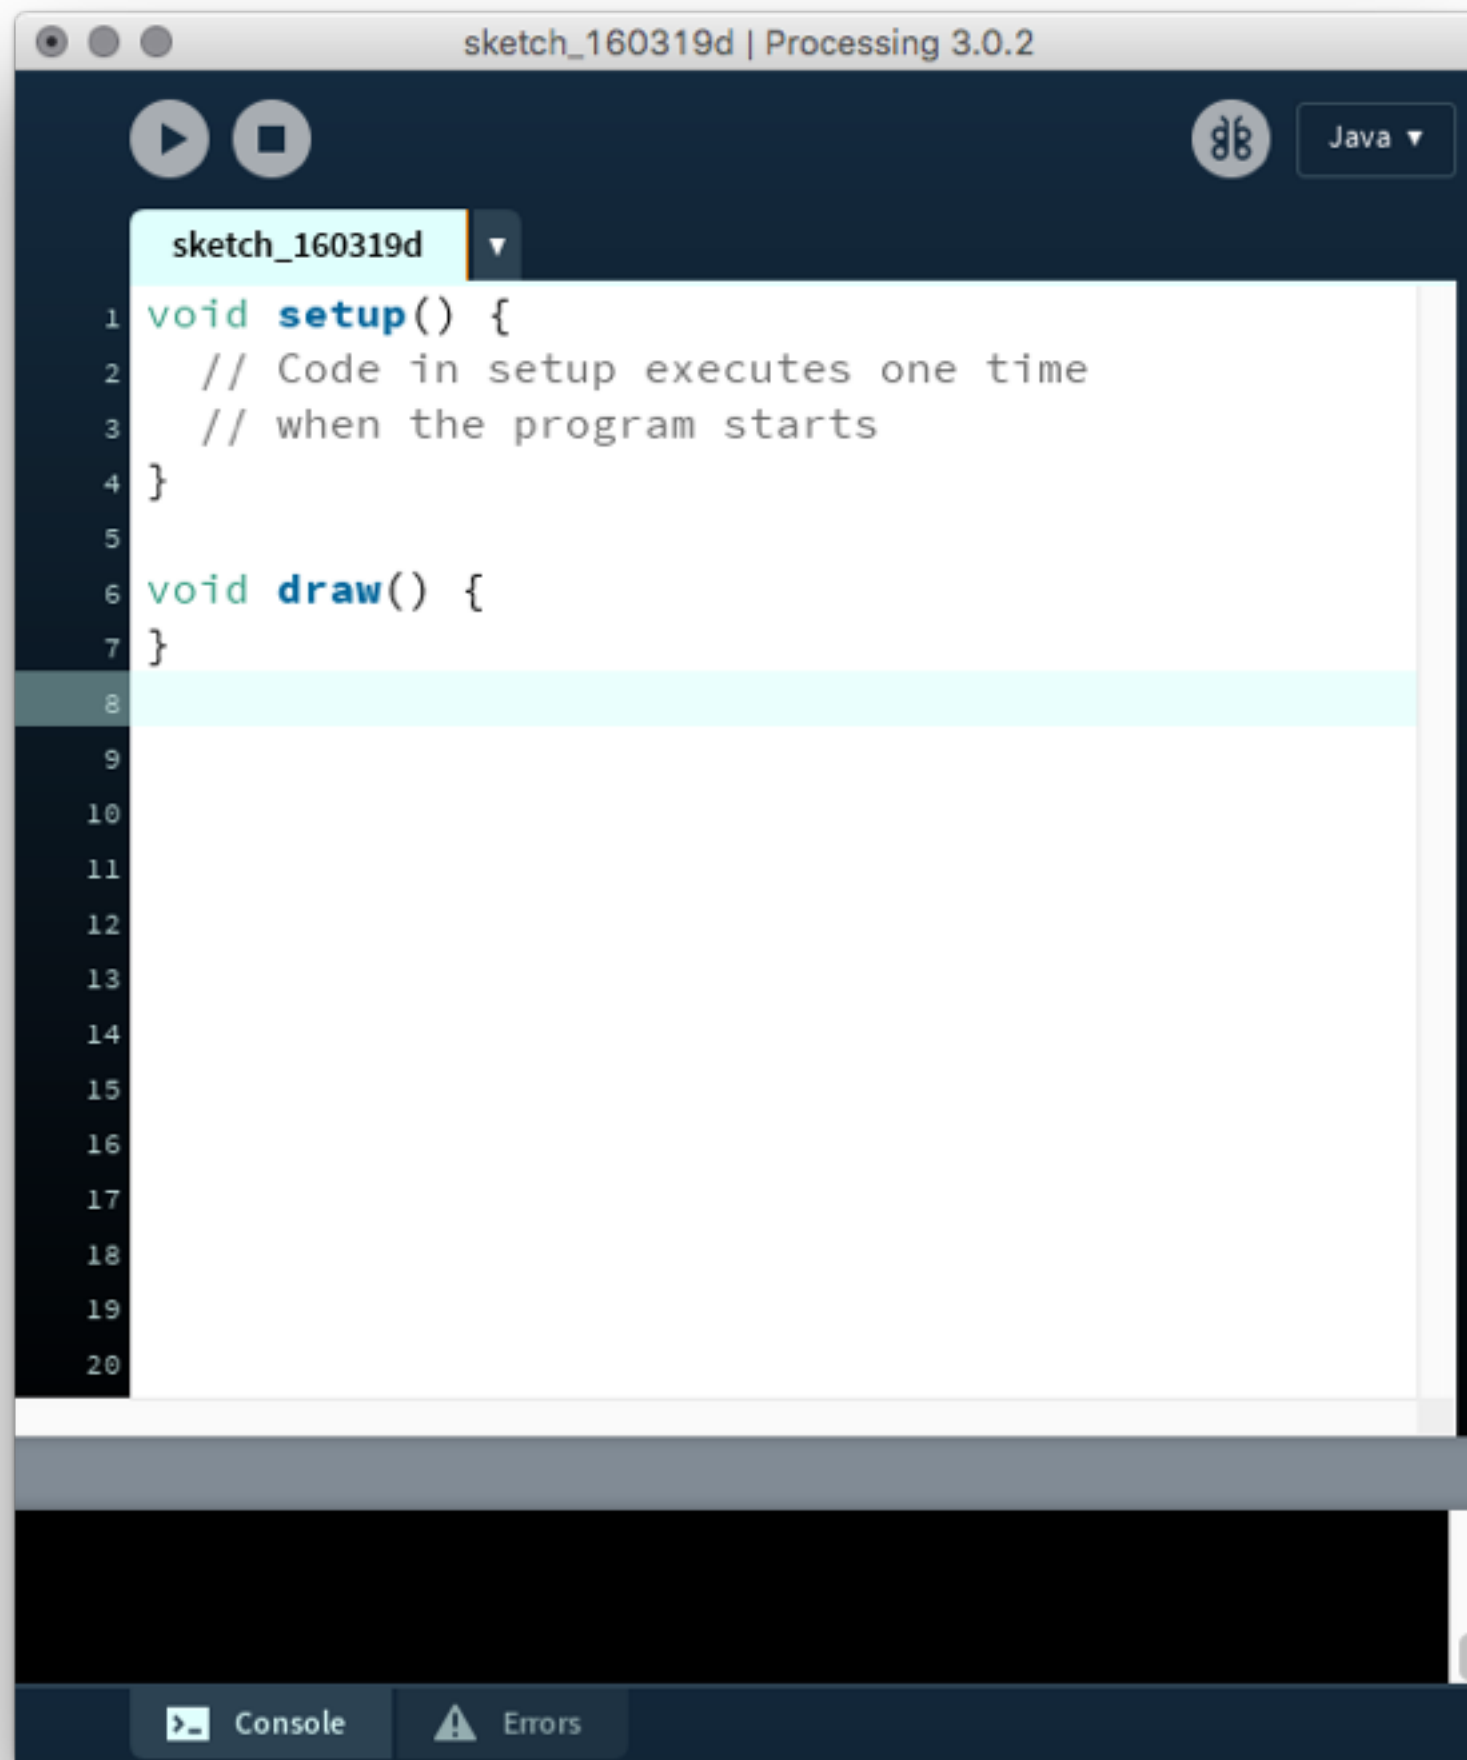 sketch_160319d | Processing 3.0.2
Java ▼
sketch_160319d ▼
1 void setup() {
2   // Code in setup executes one time
3   // when the program starts
4 }
5
6 void draw() {
7 }
8
9
10
11
12
13
14
15
16
17
18
19
20
Console Errors